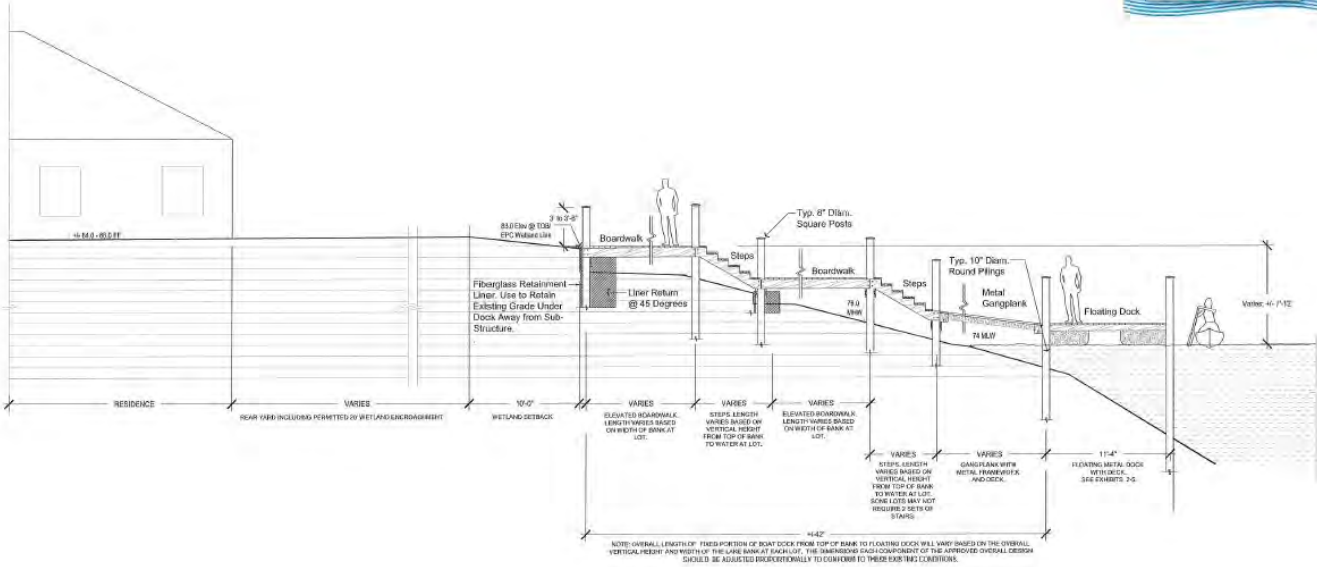 3' to 3'-6"
85.0 Elev @ TOB/
EPC Wetland Line
Boardwalk
Typ. 8" Diam.
Square Posts
Steps
Boardwalk
Fiberglass Retainment
Liner. Use to Retain
Existing Grade Under
Dock Away from Sub-
Structure.
Liner Return
@ 45 Degrees
Steps
Typ. 10" Diam.
Round Pilings
Metal
Gangplank
Floating Dock
Varies, +/- 7'-12'
MHW
74 MLW
RESIDENCE
VARIES
REAR YARD INCLUDING PERMITTED 20' WETLAND ENCROACHMENT
10'-0"
WETLAND SETBACK
VARIES
ELEVATED BOARDWALK.
LENGTH VARIES BASED
ON WIDTH OF BANK AT
LOT.
VARIES
STEPS. LENGTH
VARIES BASED ON
VERTICAL HEIGHT
FROM TOP OF BANK
TO WATER AT LOT.
VARIES
ELEVATED BOARDWALK.
LENGTH VARIES BASED
ON WIDTH OF BANK AT
LOT.
VARIES
STEPS. LENGTH
VARIES BASED ON
VERTICAL HEIGHT
FROM TOP OF BANK
TO WATER AT LOT.
SOME LOTS MAY NOT
REQUIRE 2 SETS OF
STAIRS
VARIES
GANGPLANK WITH
METAL FRAMEWORK
AND DECK.
11'-4"
FLOATING METAL DOCK
WITH DECK.
SEE EXHIBITS 2-5.
+/-42'
NOTE: OVERALL LENGTH OF FIXED PORTION OF BOAT DOCK FROM TOP OF BANK TO FLOATING DOCK WILL VARY BASED ON THE OVERALL
VERTICAL HEIGHT AND WIDTH OF THE LAKE BANK AT EACH LOT. THE DIMENSIONS EACH COMPONENT OF THE APPROVED OVERALL DESIGN
SHOULD BE ADJUSTED PROPORTIONALLY TO CONFORM TO THESE EXISTING CONDITIONS.